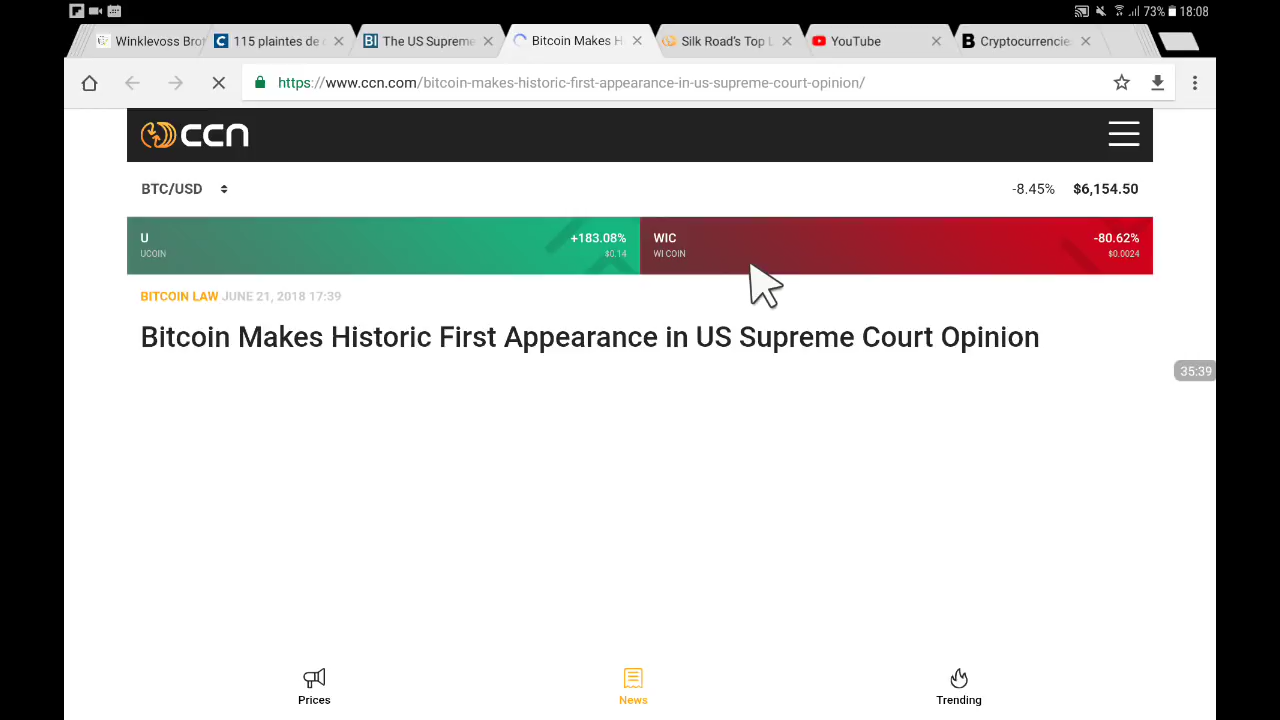 73% 18:08
Winklevoss Bro
115 plaintes de
The US Supreme
Bitcoin Makes H
Silk Road's Top
YouTube
Cryptocurrencie
https://www.ccn.com/bitcoin-makes-historic-first-appearance-in-us-supreme-court-opinion/
ccn
BTC/USD -8.45% $6,154.50
U +183.08% WIC -80.62%
UCOIN $0.14 WI COIN $0.0024
BITCOIN LAW JUNE 21, 2018 17:39
Bitcoin Makes Historic First Appearance in US Supreme Court Opinion
35:39
Prices News Trending